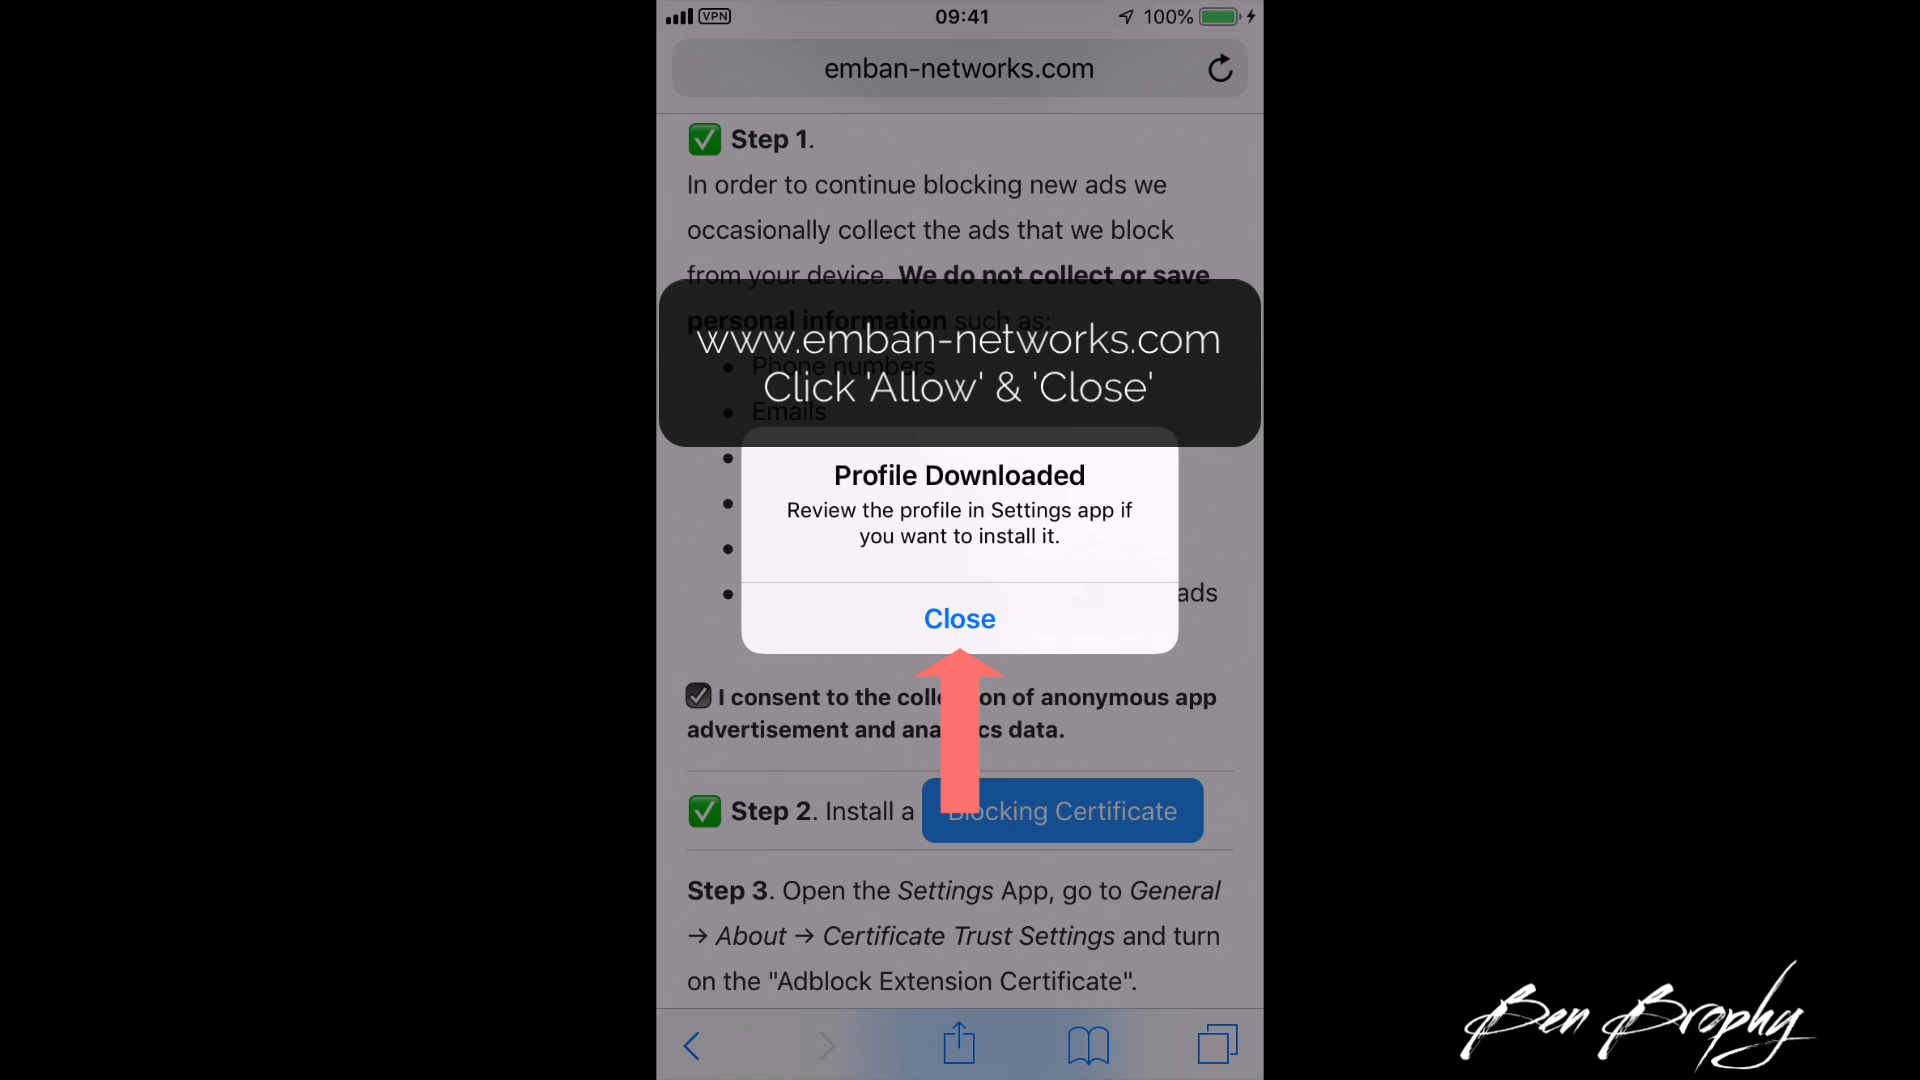 VPN
09:41
100%
emban-networks.com
✅ Step 1.
In order to continue blocking new ads we
occasionally collect the ads that we block
from your device. We do not collect or save
personal information such as:
www.emban-networks.com
• Phone numbers
Click 'Allow' & 'Close'
• Emails
Profile Downloaded
Review the profile in Settings app if
you want to install it.
ads
Close
I consent to the collection of anonymous app
advertisement and analytics data.
✅ Step 2. Install a Blocking Certificate
Step 3. Open the Settings App, go to General
→ About → Certificate Trust Settings and turn
on the "Adblock Extension Certificate".
Ben Brophy